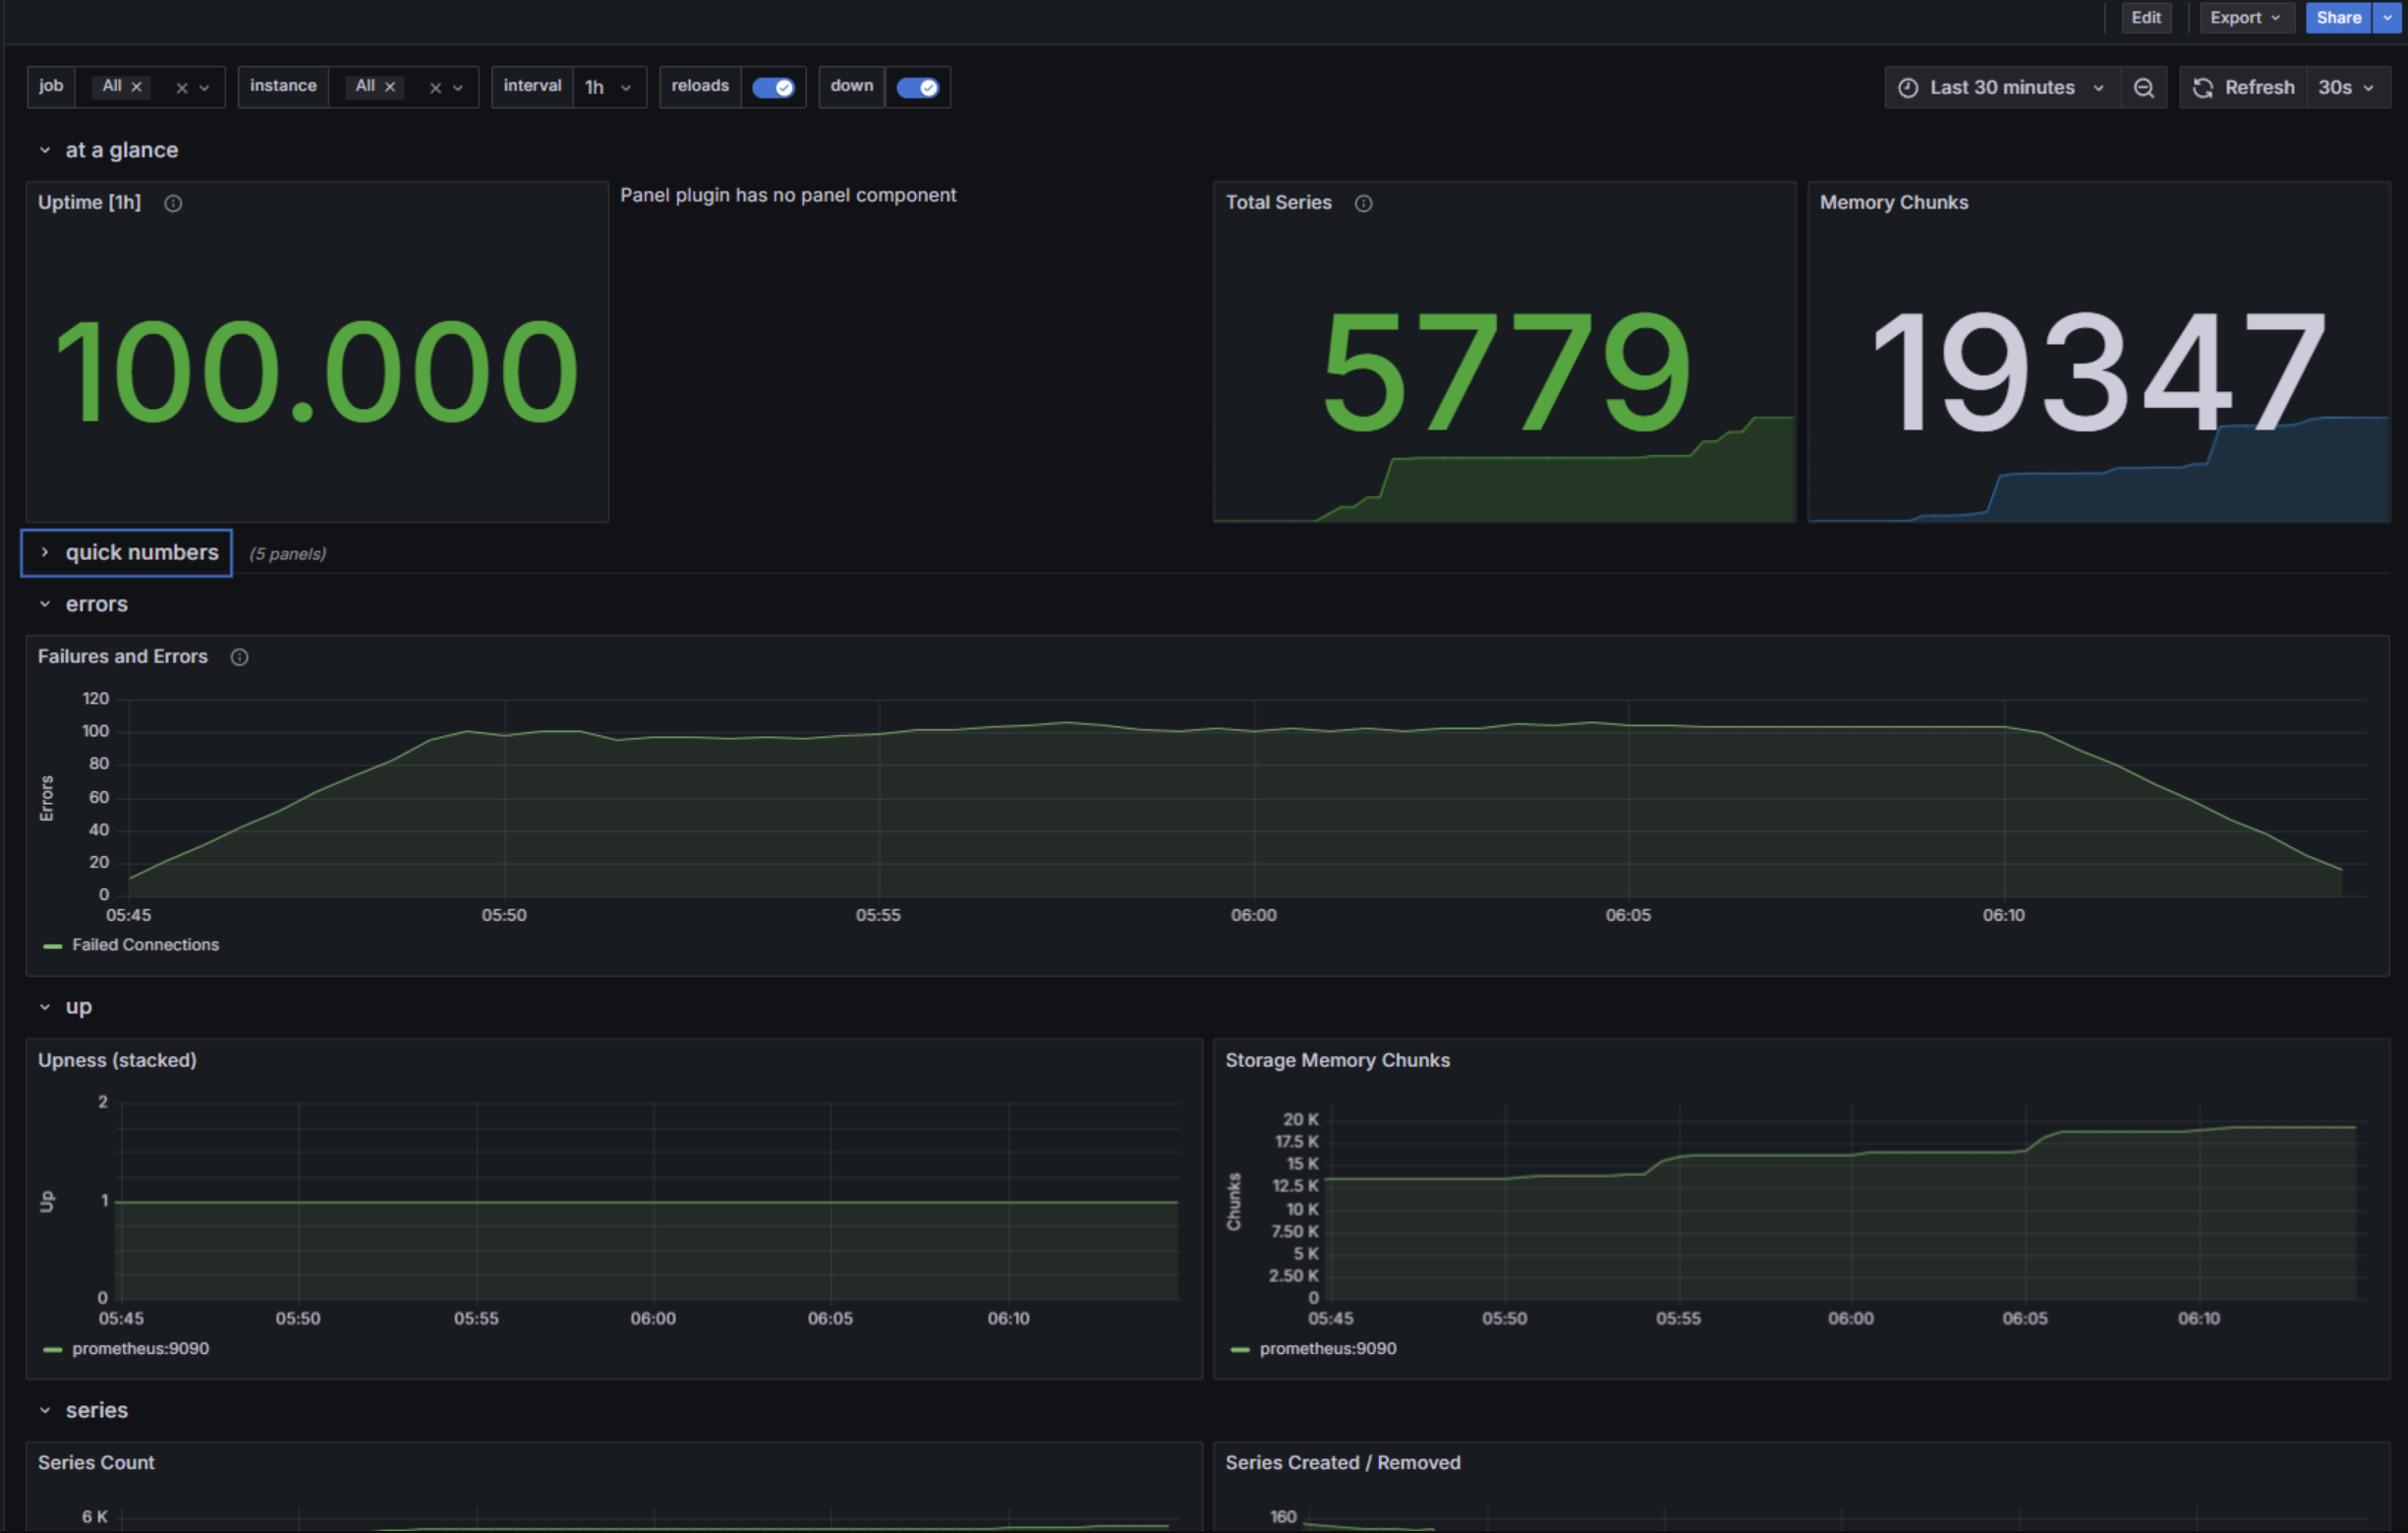 Edit Export Share
job All instance All interval 1h reloads down Last 30 minutes Refresh 30s
at a glance
Uptime [1h]
100.000
Panel plugin has no panel component
Total Series
5779
Memory Chunks
19347
quick numbers (5 panels)
errors
Failures and Errors
Errors
120
100
80
60
40
20
0
05:45 05:50 05:55 06:00 06:05 06:10
Failed Connections
up
Upness (stacked)
Up
2
1
0
05:45 05:50 05:55 06:00 06:05 06:10
prometheus:9090
Storage Memory Chunks
Chunks
20 K
17.5 K
15 K
12.5 K
10 K
7.50 K
5 K
2.50 K
0
05:45 05:50 05:55 06:00 06:05 06:10
prometheus:9090
series
Series Count
6 K
Series Created / Removed
160